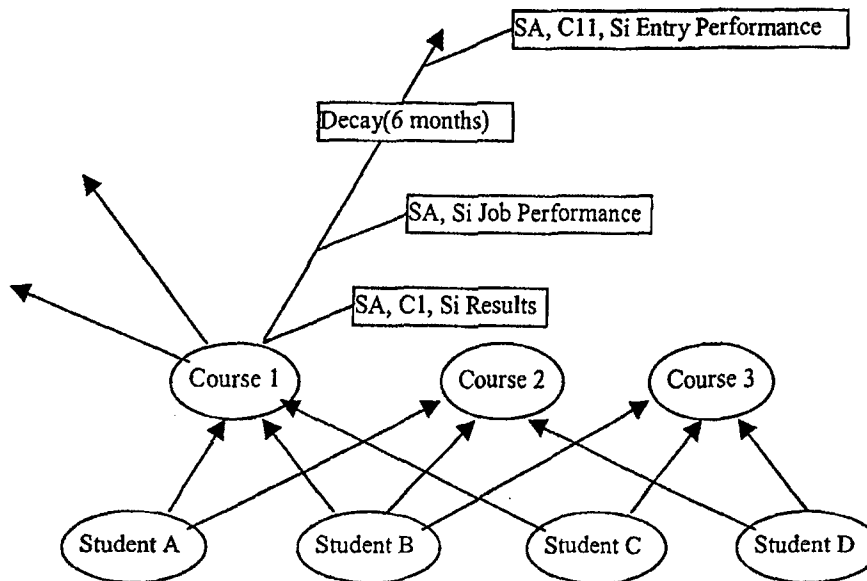 SA, C11, Si Entry Performance
Decay(6 months)
SA, Si Job Performance
SA, C1, Si Results
Course 1
Course 2
Course 3
Student A
Student B
Student C
Student D